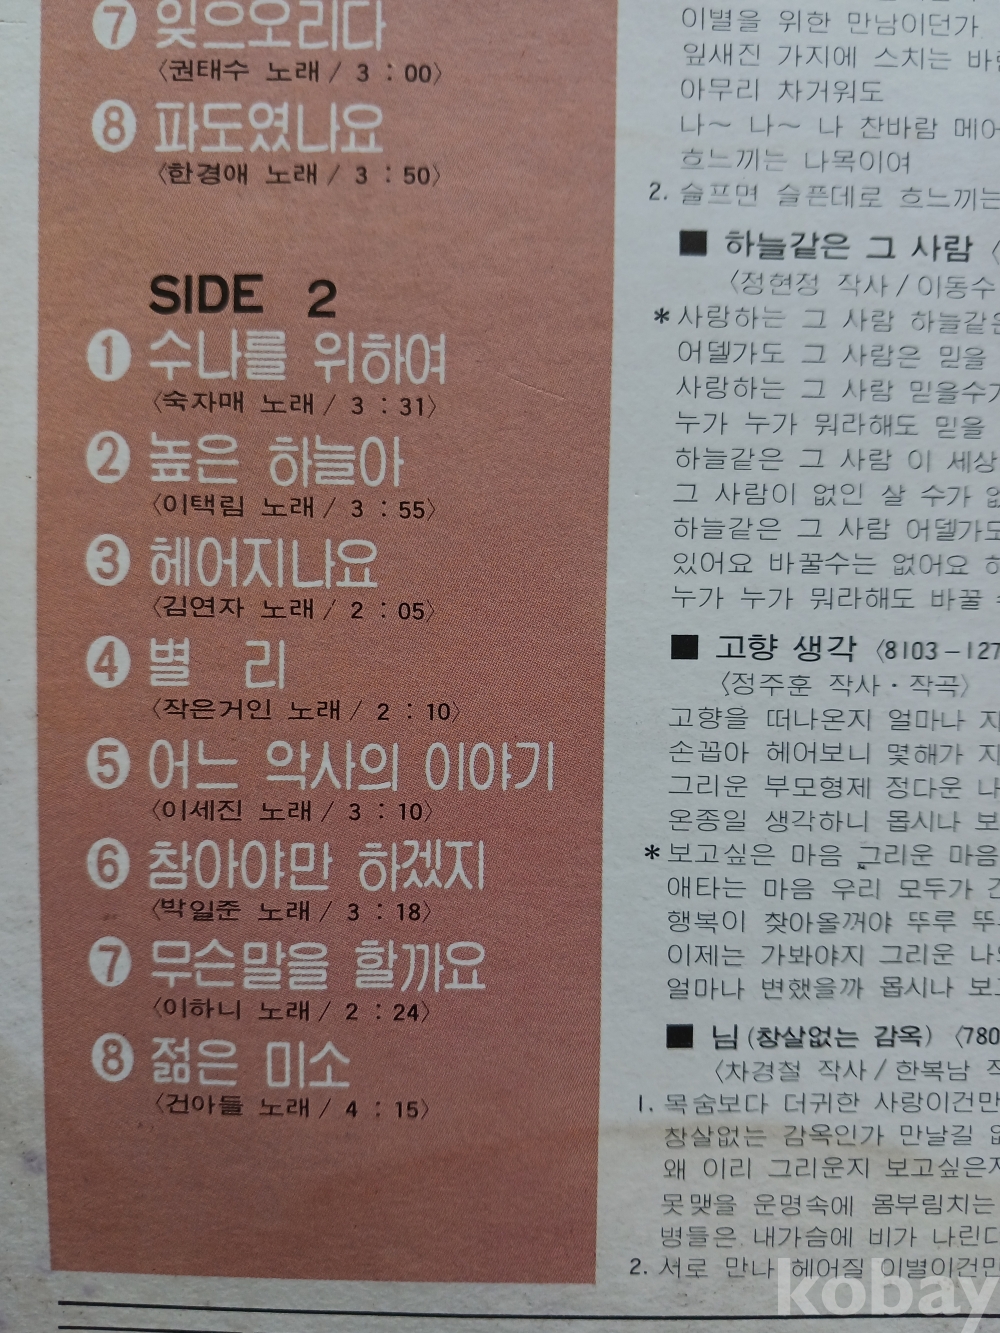 ⑦ 잊으오리다
〈권태수 노래 / 3 : 00〉
⑧ 파도였나요
〈한경애 노래 / 3 : 50〉
SIDE 2
① 수나를 위하여
〈숙자매 노래 / 3 : 31〉
② 높은 하늘아
〈이택림 노래 / 3 : 55〉
③ 헤어지나요
〈김연자 노래 / 2 : 05〉
④ 별 리
〈작은거인 노래 / 2 : 10〉
⑤ 어느 악사의 이야기
〈이세진 노래 / 3 : 10〉
⑥ 참아야만 하겠지
〈박일준 노래 / 3 : 18〉
⑦ 무슨말을 할까요
〈이하니 노래 / 2 : 24〉
⑧ 젊은 미소
〈건아들 노래 / 4 : 15〉
이별을 위한 만남이던가
잎새진 가지에 스치는
아무리 차거워도
나~ 나~ 나 찬바람
흐느끼는 나목이여
2. 슬프면 슬픈데로 흐느끼는
■ 하늘같은 그 사람 〈
〈정현정 작사 / 이동수
*사랑하는 그 사람 하늘같은
어델가도 그 사람은 믿을
사랑하는 그 사람 믿을수가
누가 누가 뭐라해도 믿을
하늘같은 그 사람 이 세상
그 사람이 없인 살 수가
하늘같은 그 사람 어델가도
있어요 바꿀수는 없어요
누가 누가 뭐라해도 바꿀
■ 고향 생각 〈8103-127
〈정주훈 작사 · 작곡〉
고향을 떠나온지 얼마나
손꼽아 헤어보니 몇해가
그리운 부모형제 정다운
온종일 생각하니 몹시나
*보고싶은 마음 그리운 마음
애타는 마음 우리 모두가
행복이 찾아올꺼야 뚜루
이제는 가봐야지 그리운
얼마나 변했을까 몹시나
■ 님 (창살없는 감옥) 〈780
〈차경철 작사 / 한복남
1. 목숨보다 더귀한 사랑이건만
창살없는 감옥인가 만날길
왜 이리 그리운지 보고싶은지
못맺을 운명속에 몸부림치는
병들은 내가슴에 비가 나린다
2. 서로 만나 헤어질 이별이건만
kobay